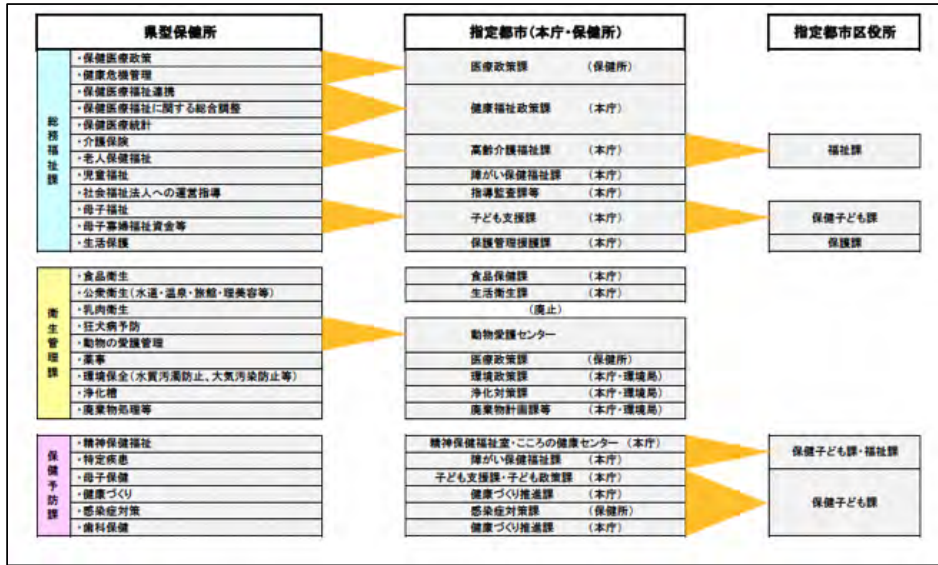 県型保健所
指定都市(本庁・保健所)
指定都市区役所
総務福祉課
・保健医療政策
・健康危機管理
・保健医療福祉連携
・保健医療福祉に関する総合調整
・保健医療統計
・介護保険
・老人保健福祉
・児童福祉
・社会福祉法人への運営指導
・母子福祉
・母子寡婦福祉資金等
・生活保護
医療政策課 (保健所)
健康福祉政策課 (本庁)
高齢介護福祉課 (本庁)
障がい保健福祉課 (本庁)
指導監査課等 (本庁)
子ども支援課 (本庁)
保護管理援護課 (本庁)
福祉課
保健子ども課
保護課
衛生管理課
・食品衛生
・公衆衛生(水道・温泉・旅館・理美容等)
・乳肉衛生
・狂犬病予防
・動物の愛護管理
・薬事
・環境保全(水質汚濁防止、大気汚染防止等)
・浄化槽
・廃棄物処理等
食品保健課 (本庁)
生活衛生課 (本庁)
(廃止)
動物愛護センター
医療政策課 (保健所)
環境政策課 (本庁・環境局)
浄化対策課 (本庁・環境局)
廃棄物計画課等 (本庁・環境局)
保健予防課
・精神保健福祉
・特定疾患
・母子保健
・健康づくり
・感染症対策
・歯科保健
精神保健福祉室・こころの健康センター (本庁)
障がい保健福祉課 (本庁)
子ども支援課・子ども政策課 (本庁)
健康づくり推進課 (本庁)
感染症対策課 (保健所)
健康づくり推進課 (本庁)
保健子ども課・福祉課
保健子ども課